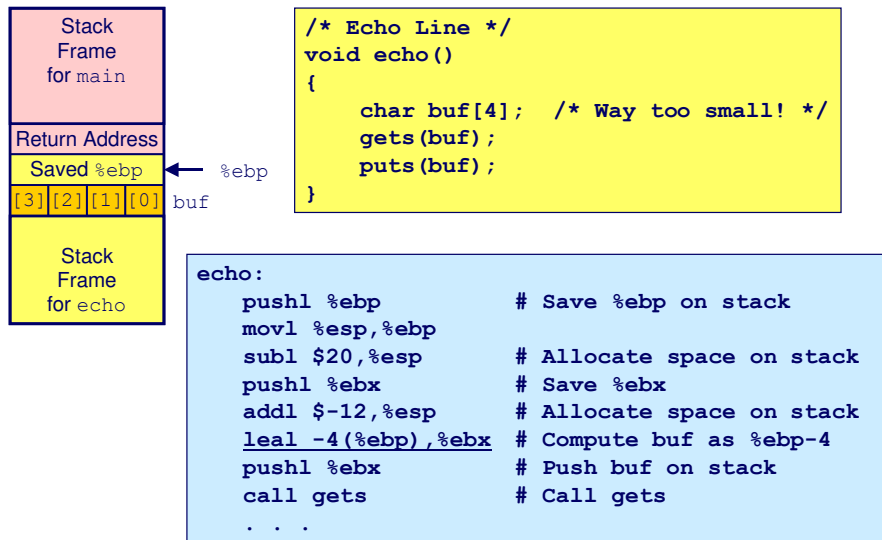 Stack
Frame
for main
Return Address
Saved %ebp
%ebp
[3] [2] [1] [0] buf
Stack
Frame
for echo
/* Echo Line */
void echo()
{
    char buf[4];  /* Way too small! */
    gets(buf);
    puts(buf);
}
echo:
   pushl %ebp         # Save %ebp on stack
   movl %esp,%ebp
   subl $20,%esp      # Allocate space on stack
   pushl %ebx         # Save %ebx
   addl $-12,%esp     # Allocate space on stack
   leal -4(%ebp),%ebx # Compute buf as %ebp-4
   pushl %ebx         # Push buf on stack
   call gets          # Call gets
   . . .